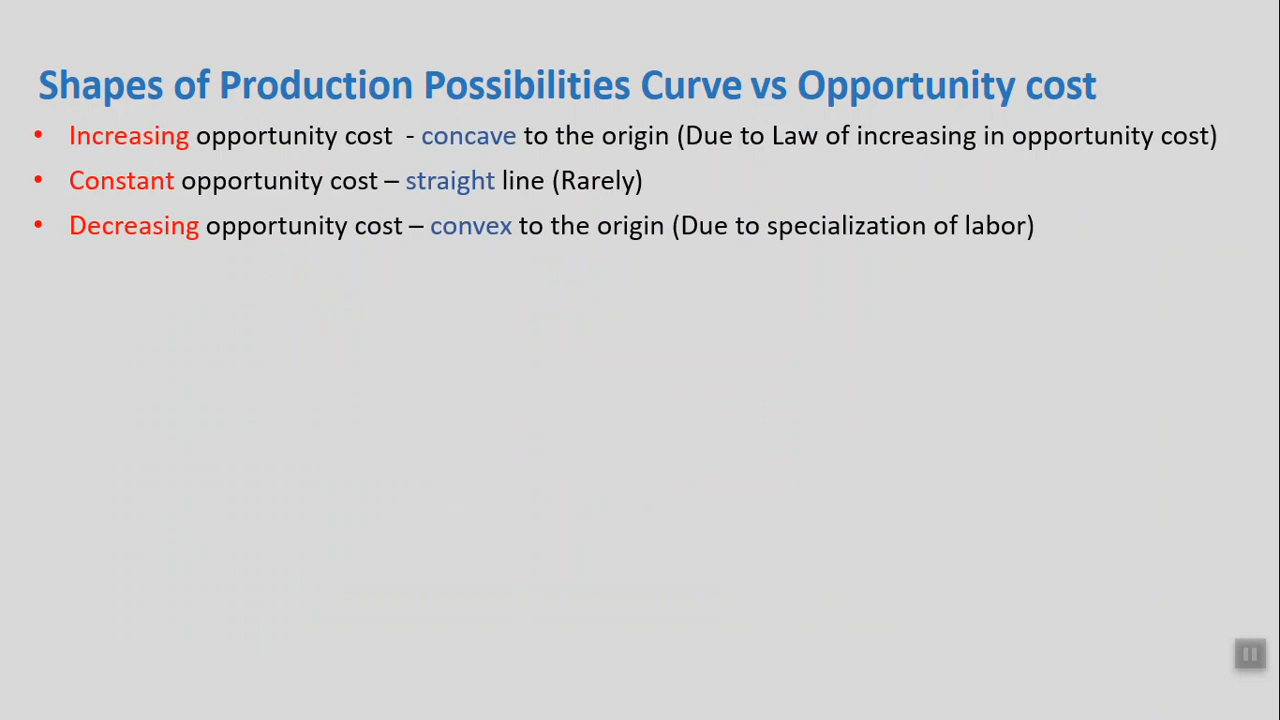 Shapes of Production Possibilities Curve vs Opportunity cost
• Increasing opportunity cost  - concave to the origin (Due to Law of increasing in opportunity cost)
• Constant opportunity cost – straight line (Rarely)
• Decreasing opportunity cost – convex to the origin (Due to specialization of labor)